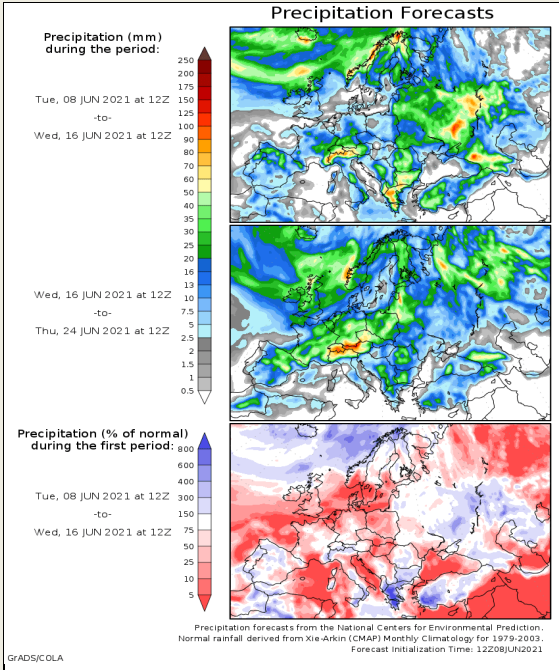 Precipitation Forecasts
Precipitation (mm)
during the period:
Tue, 08 JUN 2021 at 12Z
-to-
Wed, 16 JUN 2021 at 12Z
250
200
175
150
125
100
90
80
70
60
50
40
35
30
25
20
16
13
10
7.5
5
2.5
2
1.5
1
0.5
Wed, 16 JUN 2021 at 12Z
-to-
Thu, 24 JUN 2021 at 12Z
Precipitation (% of normal)
during the first period:
Tue, 08 JUN 2021 at 12Z
-to-
Wed, 16 JUN 2021 at 12Z
800
600
400
300
150
75
50
25
10
5
Precipitation forecasts from the National Centers for Environmental Prediction.
Normal rainfall derived from Xie-Arkin (CMAP) Monthly Climatology for 1979-2003.
Forecast Initialization Time: 12Z08JUN2021
GrADS/COLA